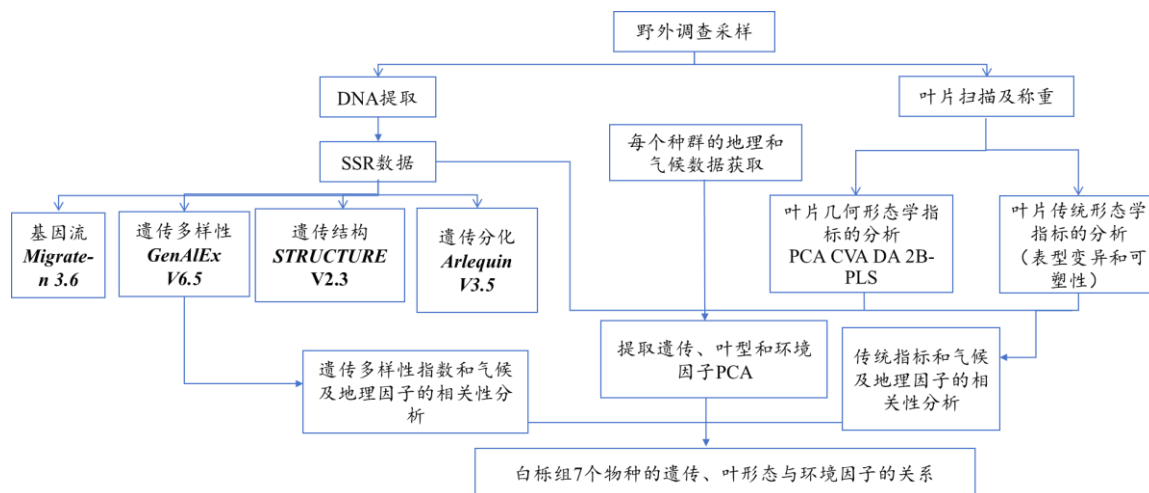 野外调查采样
DNA提取
叶片扫描及称重
SSR数据
每个种群的地理和
气候数据获取
基因流
Migrate-
n 3.6
遗传多样性
GenAlEx
V6.5
遗传结构
STRUCTURE
V2.3
遗传分化
Arlequin
V3.5
叶片几何形态学指
标的分析
PCA CVA DA 2B-
PLS
叶片传统形态学
指标的分析
（表型变异和可
塑性）
遗传多样性指数和气候
及地理因子的相关性分
析
提取遗传、叶型和环境
因子PCA
传统指标和气候
及地理因子的相
关性分析
白栎组7个物种的遗传、叶形态与环境因子的关系